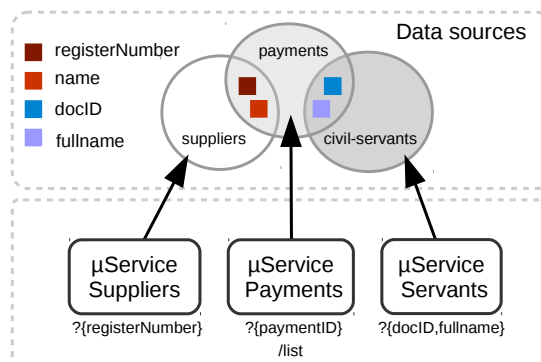 Data sources
registerNumber
name
docID
fullname
payments
suppliers
civil-servants
µService
Suppliers
?{registerNumber}
µService
Payments
?{paymentID}
/list
µService
Servants
?{docID,fullname}